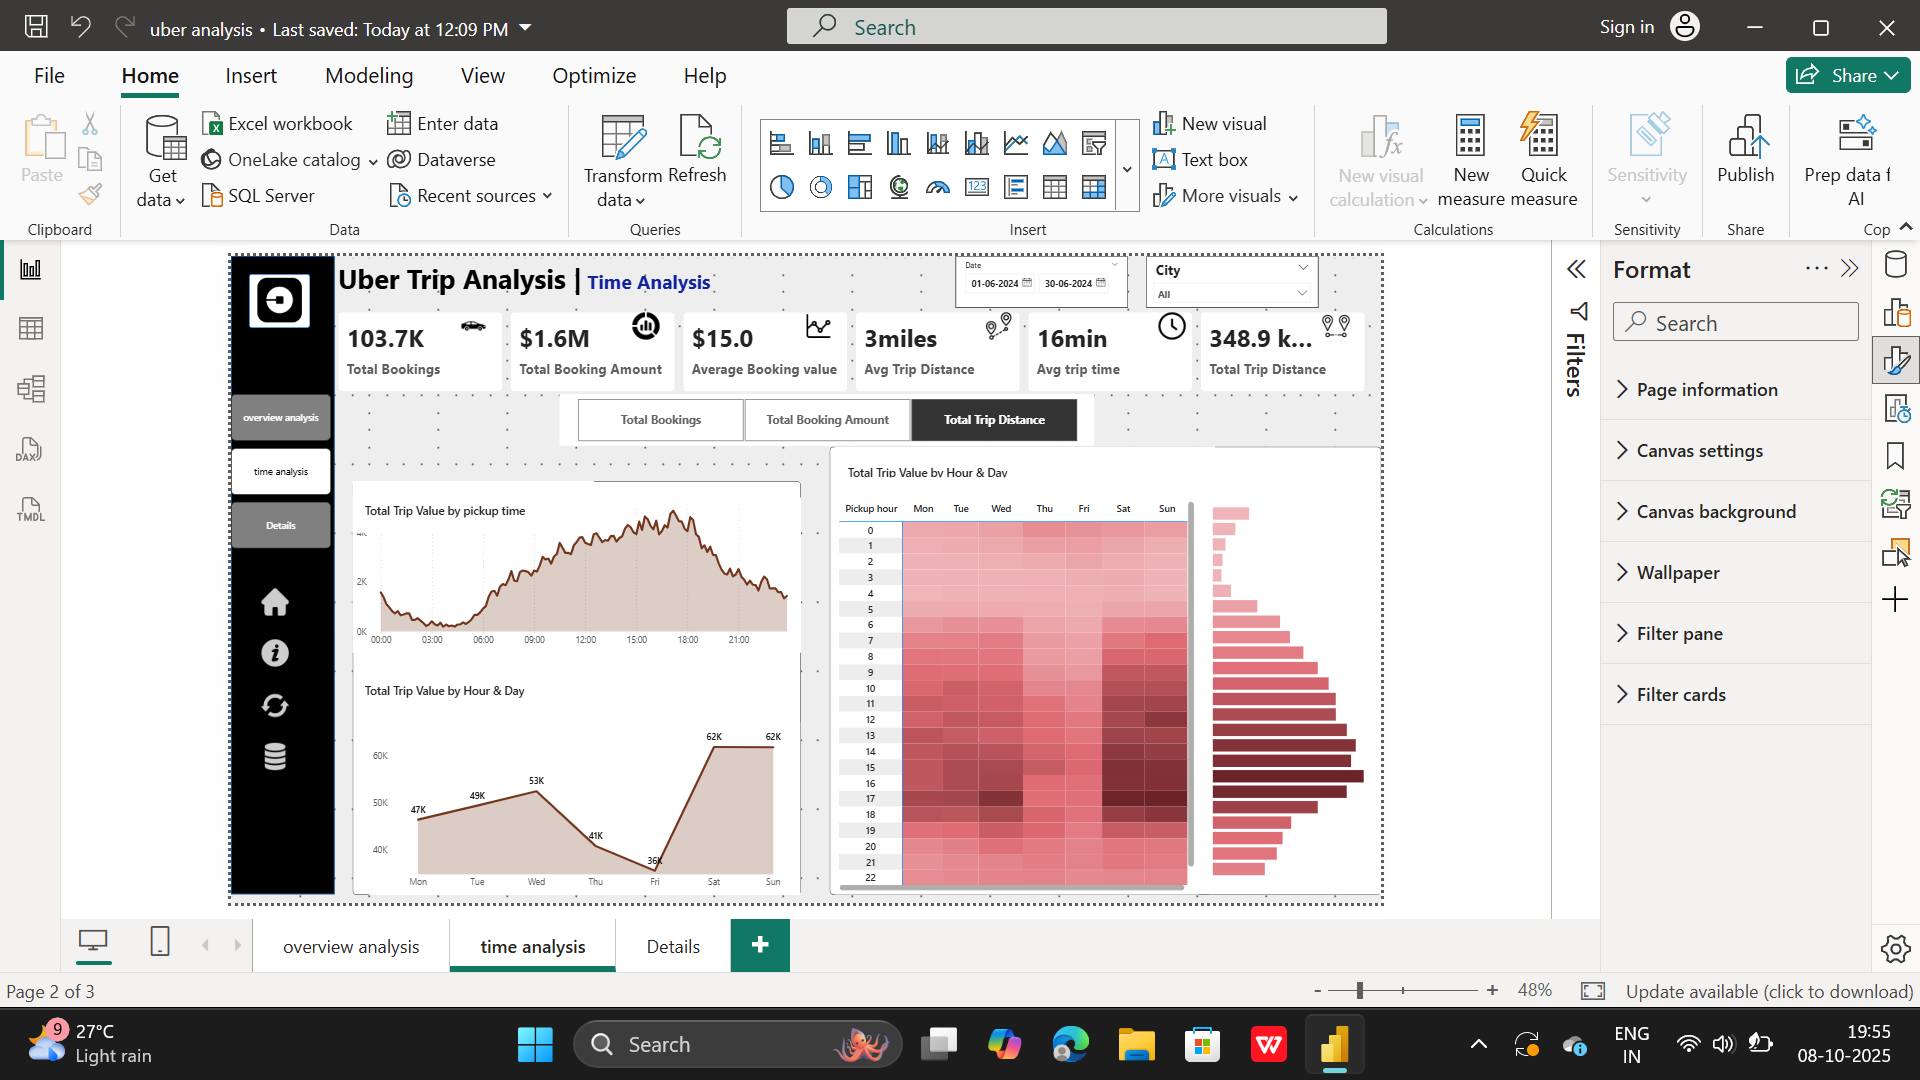 uber analysis • Last saved: Today at 12:09 PM
Search
Sign in
File
Home
Insert
Modeling
View
Optimize
Help
Share
Paste
Clipboard
Get data
Excel workbook
OneLake catalog
SQL Server
Enter data
Dataverse
Recent sources
Data
Transform data
Refresh
Queries
123
New visual
Text box
More visuals
Insert
New visual calculation
New measure
Quick measure
Calculations
Sensitivity
Sensitivity
Publish
Share
Prep data f
AI
Cop
DAX
TMDL
Uber Trip Analysis | Time Analysis
Date
01-06-2024
30-06-2024
City
All
103.7K
Total Bookings
$1.6M
Total Booking Amount
$15.0
Average Booking value
3miles
Avg Trip Distance
16min
Avg trip time
348.9 k...
Total Trip Distance
overview analysis
time analysis
Details
Total Bookings
Total Booking Amount
Total Trip Distance
Total Trip Value by pickup time
4K
2K
0K
00:00 03:00 06:00 09:00 12:00 15:00 18:00 21:00
Total Trip Value by Hour & Day
60K
50K
40K
47K
49K
53K
41K
36K
62K
62K
Mon Tue Wed Thu Fri Sat Sun
Total Trip Value by Hour & Day
Pickup hour Mon Tue Wed Thu Fri Sat Sun
0
1
2
3
4
5
6
7
8
9
10
11
12
13
14
15
16
17
18
19
20
21
22
Filters
Format
Search
Page information
Canvas settings
Canvas background
Wallpaper
Filter pane
Filter cards
overview analysis
time analysis
Details
Page 2 of 3
48%
Update available (click to download)
9
27°C
Light rain
Search
ENG
IN
19:55
08-10-2025